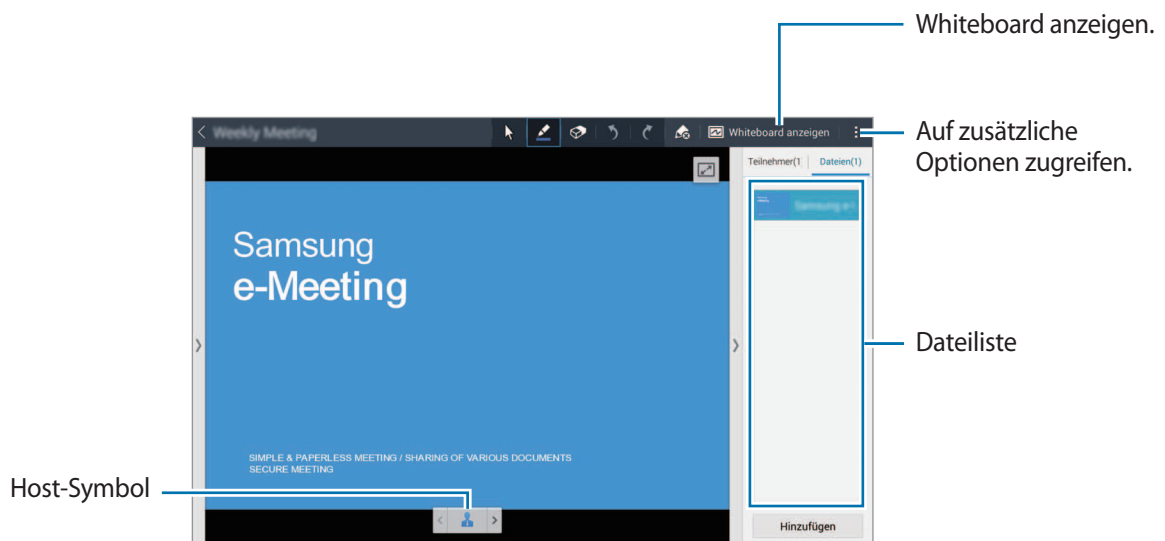 Whiteboard anzeigen.
Weekly Meeting
Whiteboard anzeigen
Auf zusätzliche
Optionen zugreifen.
Teilnehmer(1
Dateien(1)
Samsung e-
Samsung
e-Meeting
Dateiliste
SIMPLE & PAPERLESS MEETING / SHARING OF VARIOUS DOCUMENTS
SECURE MEETING
Host-Symbol
Hinzufügen